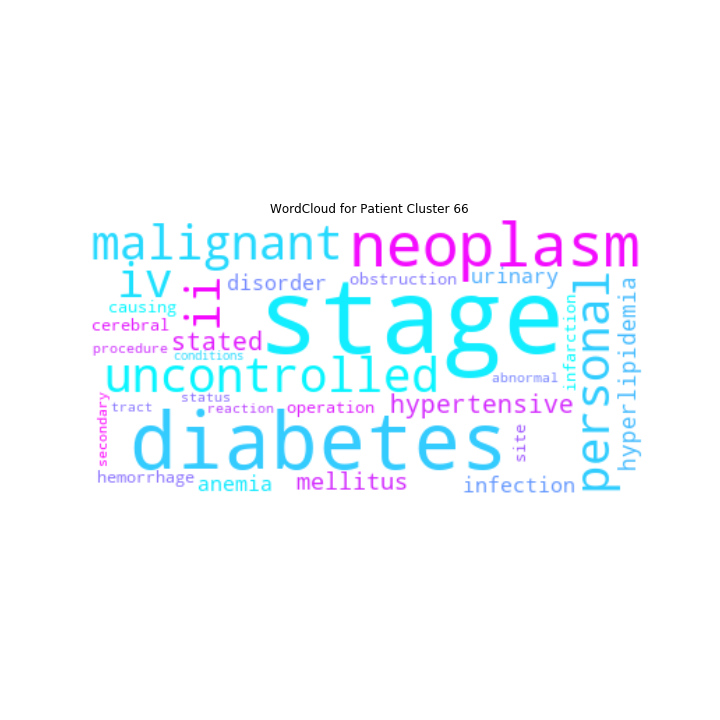 WordCloud for Patient Cluster 66
malignant
neoplasm
iv
ii
disorder
obstruction
urinary
causing
cerebral
stated
stage
procedure
conditions
infarction
personal
hyperlipidemia
uncontrolled
abnormal
secondary
tract
status
reaction
operation
hypertensive
diabetes
site
hemorrhage
anemia
mellitus
infection